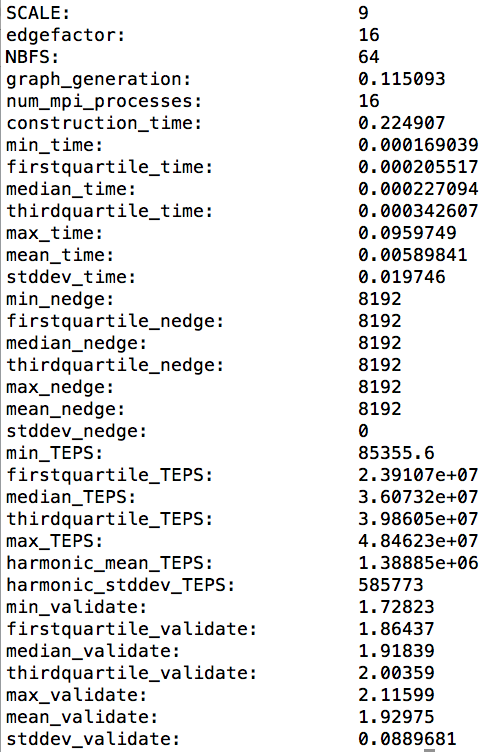 SCALE: 9
edgefactor: 16
NBFS: 64
graph_generation: 0.115093
num_mpi_processes: 16
construction_time: 0.224907
min_time: 0.000169039
firstquartile_time: 0.000205517
median_time: 0.000227094
thirdquartile_time: 0.000342607
max_time: 0.0959749
mean_time: 0.00589841
stddev_time: 0.019746
min_nedge: 8192
firstquartile_nedge: 8192
median_nedge: 8192
thirdquartile_nedge: 8192
max_nedge: 8192
mean_nedge: 8192
stddev_nedge: 0
min_TEPS: 85355.6
firstquartile_TEPS: 2.39107e+07
median_TEPS: 3.60732e+07
thirdquartile_TEPS: 3.98605e+07
max_TEPS: 4.84623e+07
harmonic_mean_TEPS: 1.38885e+06
harmonic_stddev_TEPS: 585773
min_validate: 1.72823
firstquartile_validate: 1.86437
median_validate: 1.91839
thirdquartile_validate: 2.00359
max_validate: 2.11599
mean_validate: 1.92975
stddev_validate: 0.0889681